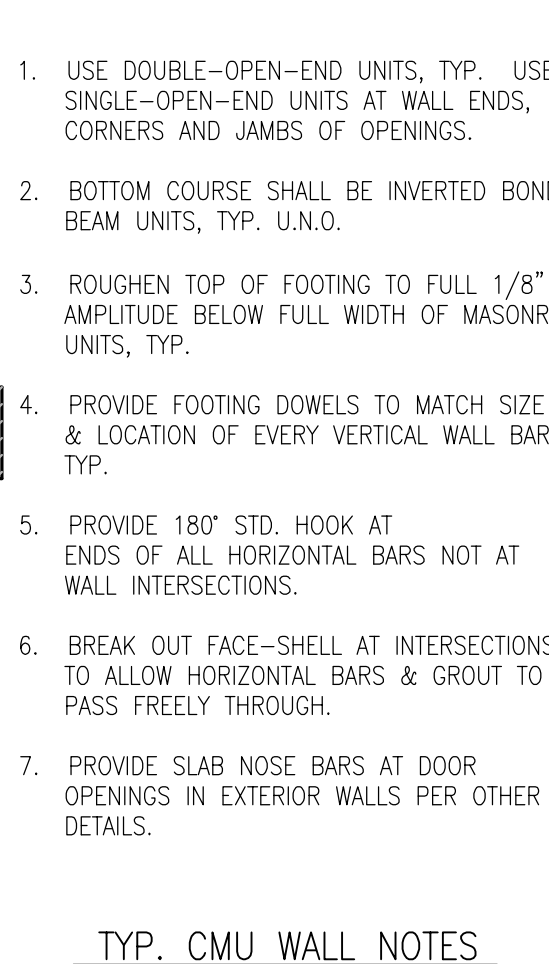 1. USE DOUBLE-OPEN-END UNITS, TYP. USE
SINGLE-OPEN-END UNITS AT WALL ENDS,
CORNERS AND JAMBS OF OPENINGS.
2. BOTTOM COURSE SHALL BE INVERTED BOND
BEAM UNITS, TYP. U.N.O.
3. ROUGHEN TOP OF FOOTING TO FULL 1/8"
AMPLITUDE BELOW FULL WIDTH OF MASONR
UNITS, TYP.
4. PROVIDE FOOTING DOWELS TO MATCH SIZE
& LOCATION OF EVERY VERTICAL WALL BAR
TYP.
5. PROVIDE 180° STD. HOOK AT
ENDS OF ALL HORIZONTAL BARS NOT AT
WALL INTERSECTIONS.
6. BREAK OUT FACE-SHELL AT INTERSECTIONS
TO ALLOW HORIZONTAL BARS & GROUT TO
PASS FREELY THROUGH.
7. PROVIDE SLAB NOSE BARS AT DOOR
OPENINGS IN EXTERIOR WALLS PER OTHER
DETAILS.
TYP. CMU WALL NOTES